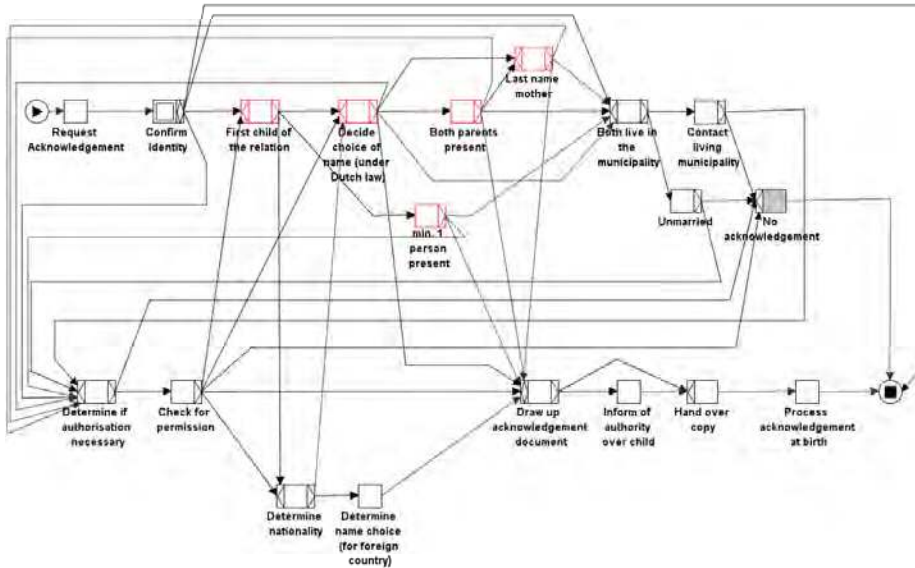 Last name
mother
Request
Acknowledgement
Confirm
identity
First child of
the relation
Decide
choice of
name (under
Dutch law)
Both parents
present
Both live in
the
municipality
Contact
living
municipality
min. 1
person
present
Unmarried
No
acknowledgement
Determine if
authorisation
necessary
Check for
permission
Draw up
acknowledgement
document
Inform of
authority
over child
Hand over
copy
Process
acknowledgement
at birth
Determine
nationality
Determine
name choice
(for foreign
country)